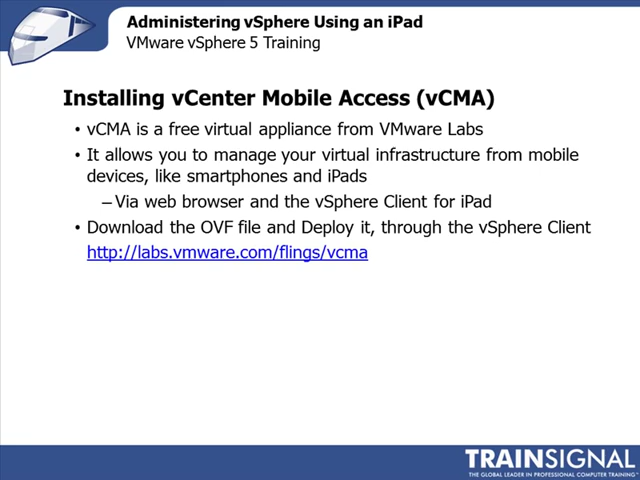 Administering vSphere Using an iPad
VMware vSphere 5 Training
Installing vCenter Mobile Access (vCMA)
• vCMA is a free virtual appliance from VMware Labs
• It allows you to manage your virtual infrastructure from mobile
devices, like smartphones and iPads
– Via web browser and the vSphere Client for iPad
• Download the OVF file and Deploy it, through the vSphere Client
http://labs.vmware.com/flings/vcma
TRAINSIGNAL
THE GLOBAL LEADER IN PROFESSIONAL COMPUTER TRAINING